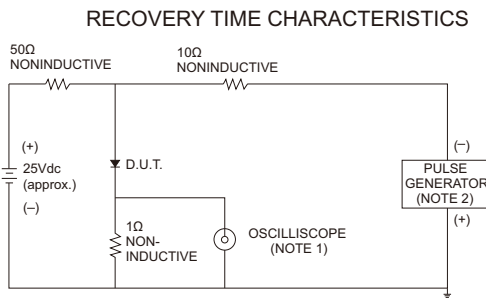 RECOVERY TIME CHARACTERISTICS
50Ω
NONINDUCTIVE
10Ω
NONINDUCTIVE
(+)
25Vdc
(approx.)
(–)
D.U.T.
1Ω
NON-
INDUCTIVE
OSCILLISCOPE
(NOTE 1)
(–)
PULSE
GENERATOR
(NOTE 2)
(+)